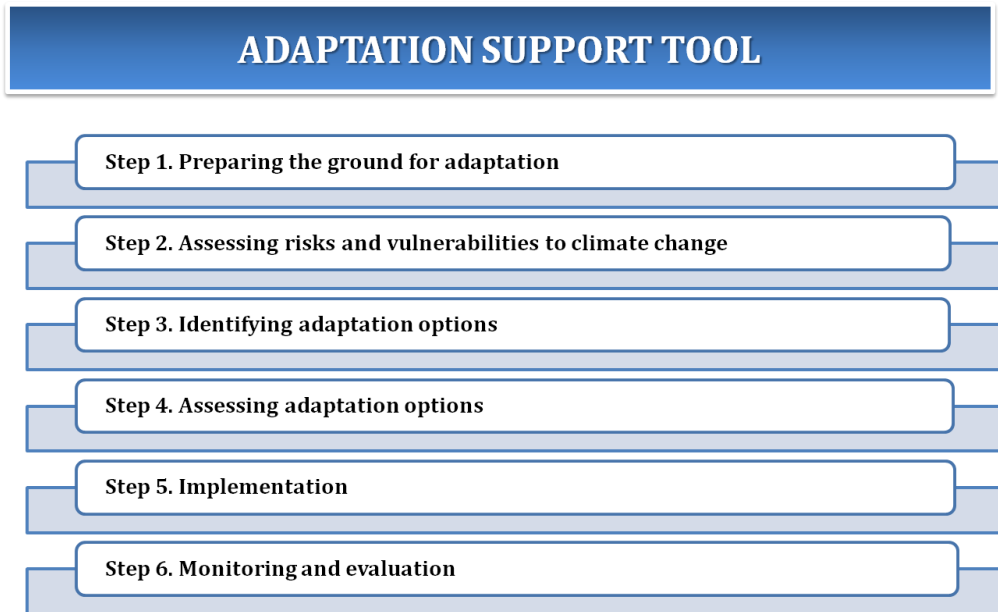 ADAPTATION SUPPORT TOOL
Step 1. Preparing the ground for adaptation
Step 2. Assessing risks and vulnerabilities to climate change
Step 3. Identifying adaptation options
Step 4. Assessing adaptation options
Step 5. Implementation
Step 6. Monitoring and evaluation